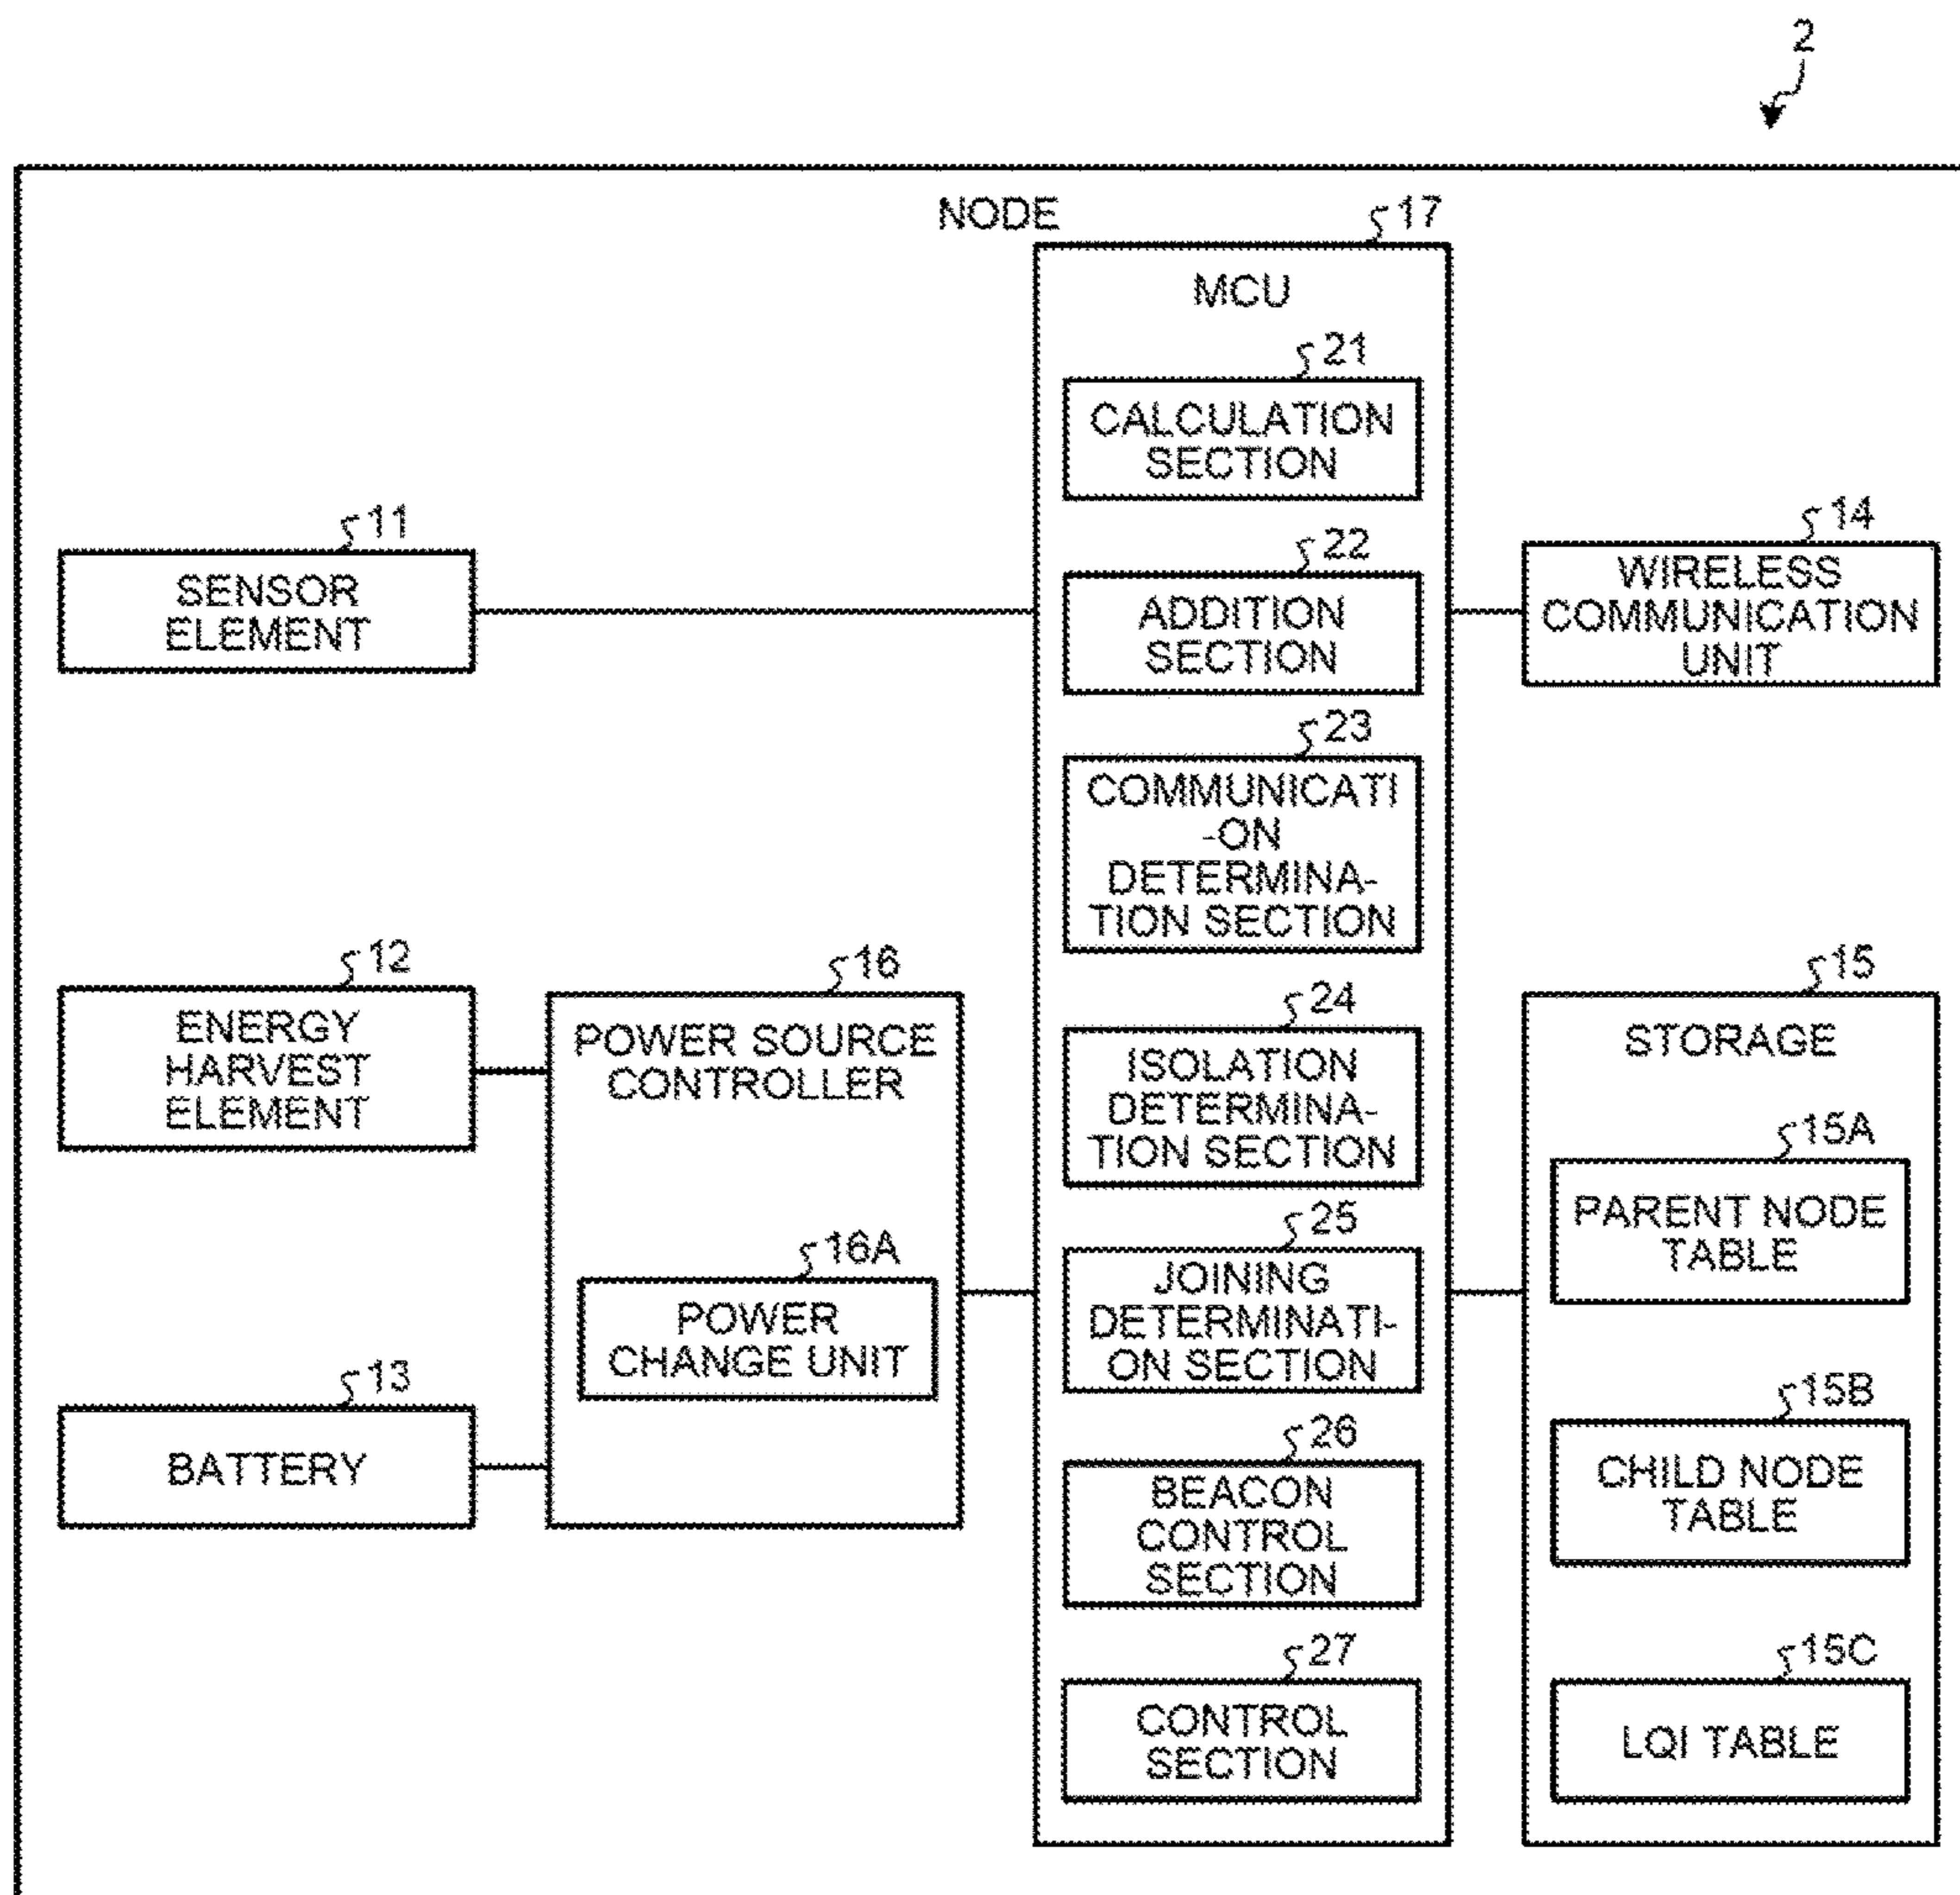 2
NODE
17
MCU
21
CALCULATION
SECTION
11
SENSOR
ELEMENT
22
ADDITION
SECTION
14
WIRELESS
COMMUNICATION
UNIT
23
COMMUNICATI
-ON
DETERMINA-
TION SECTION
12
ENERGY
HARVEST
ELEMENT
16
POWER SOURCE
CONTROLLER
24
ISOLATION
DETERMINA-
TION SECTION
15
STORAGE
15A
PARENT NODE
TABLE
16A
POWER
CHANGE UNIT
25
JOINING
DETERMINATI-
ON SECTION
13
BATTERY
26
BEACON
CONTROL
SECTION
15B
CHILD NODE
TABLE
27
CONTROL
SECTION
15C
LQI TABLE